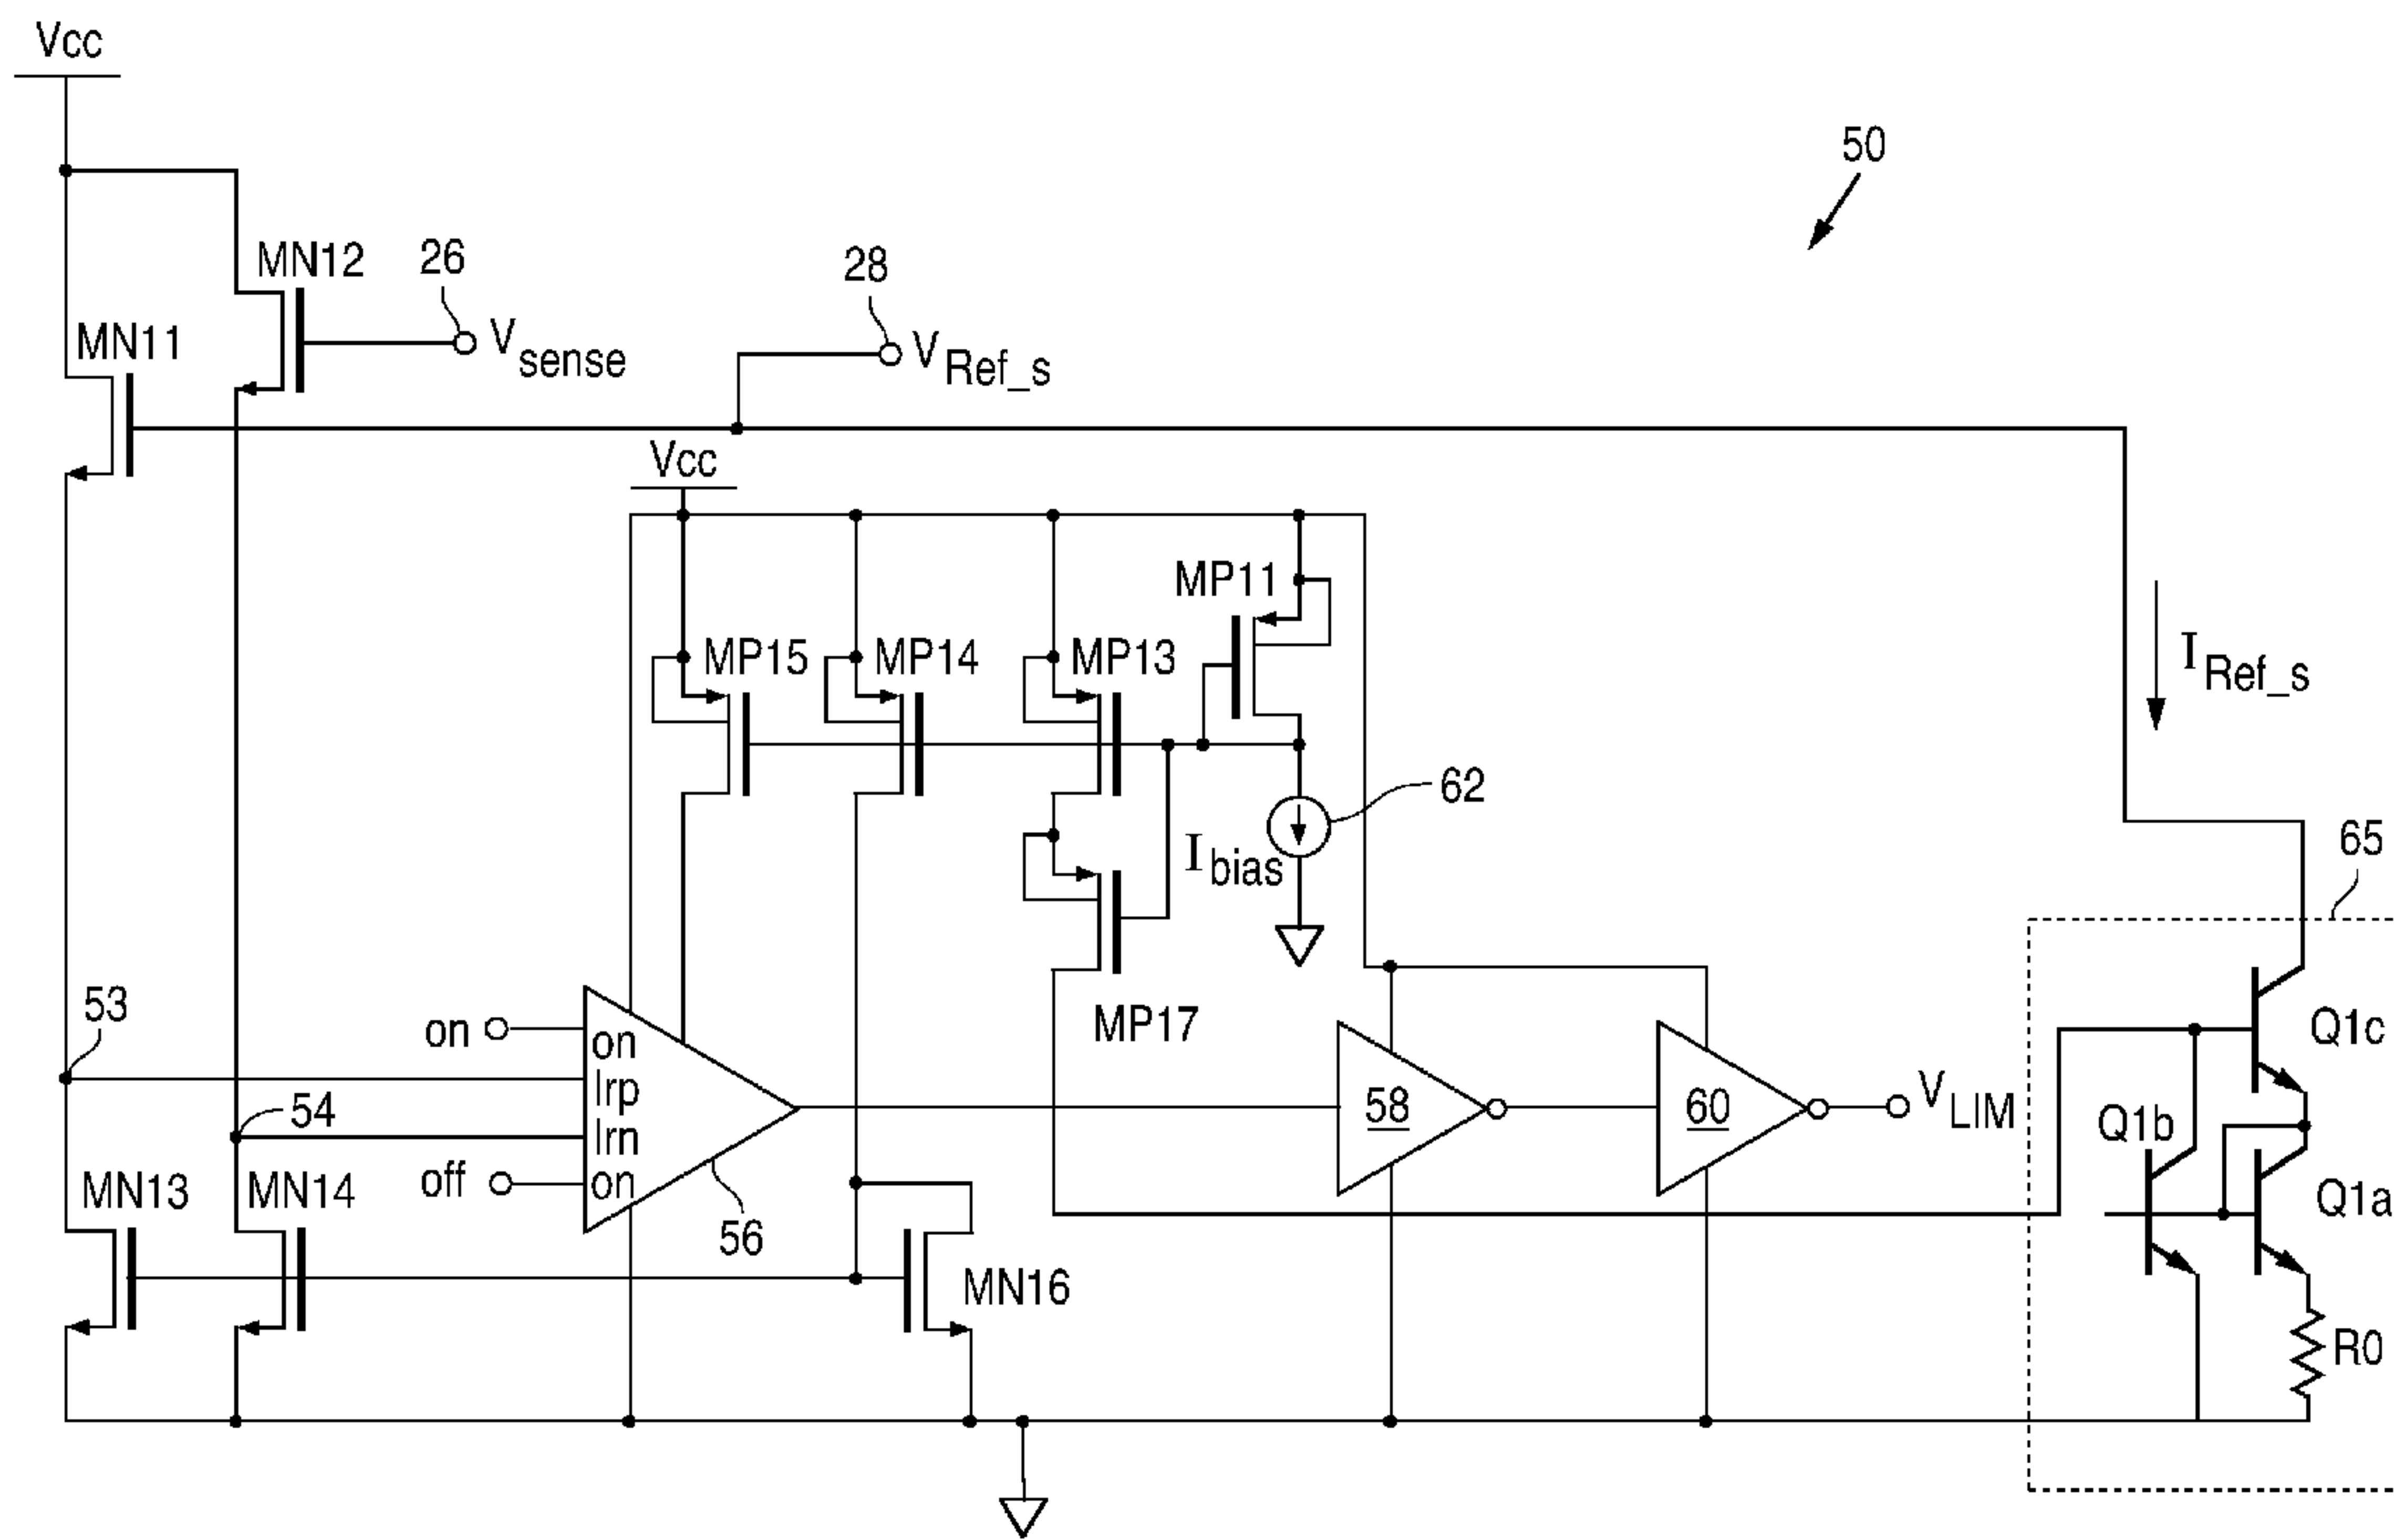 Vcc
50
MN12
26
28
MN11
Vsense
VRef_s
Vcc
MP11
MP15
MP14
MP13
IRef_s
62
Ibias
65
53
MP17
on
on
Irp
54
Irn
off
on
58
60
VLIM
Q1c
Q1b
Q1a
MN13
MN14
56
MN16
R0